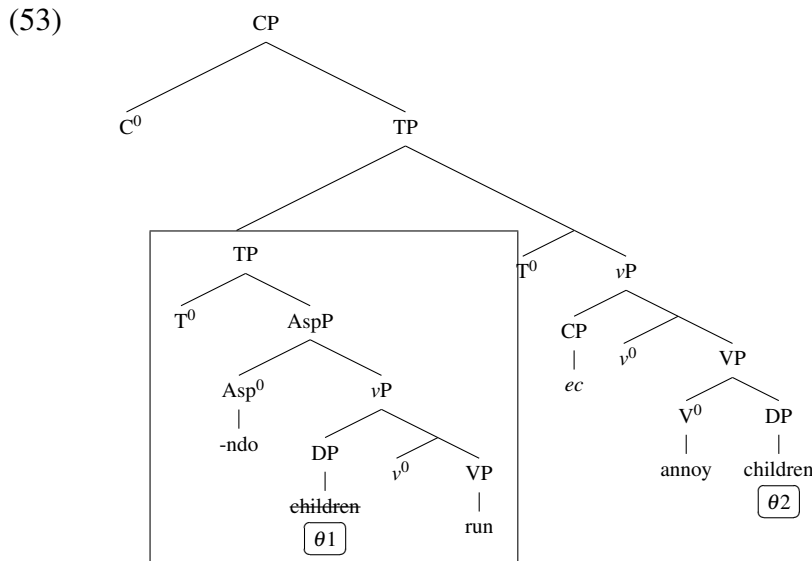 (53)
CP
C⁰ TP
TP T⁰ vP
T⁰ AspP CP v⁰ VP
Asp⁰ vP ec V⁰ DP
-ndo DP v⁰ VP annoy children
children run θ2
θ1